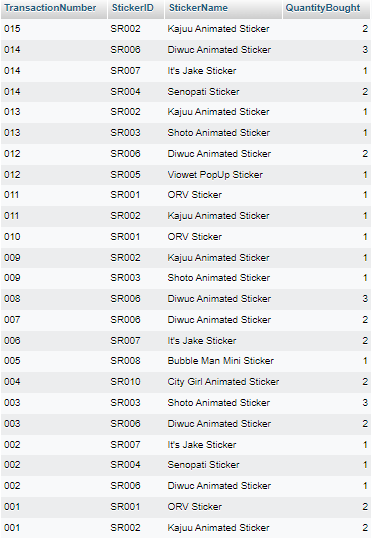 TransactionNumber StickerID StickerName QuantityBought
015 SR002 Kajuu Animated Sticker 2
014 SR006 Diwuc Animated Sticker 3
014 SR007 It's Jake Sticker 1
014 SR004 Senopati Sticker 2
013 SR002 Kajuu Animated Sticker 1
013 SR003 Shoto Animated Sticker 1
012 SR006 Diwuc Animated Sticker 2
012 SR005 Viowet PopUp Sticker 1
011 SR001 ORV Sticker 1
011 SR002 Kajuu Animated Sticker 1
010 SR001 ORV Sticker 1
009 SR002 Kajuu Animated Sticker 1
009 SR003 Shoto Animated Sticker 1
008 SR006 Diwuc Animated Sticker 3
007 SR006 Diwuc Animated Sticker 2
006 SR007 It's Jake Sticker 2
005 SR008 Bubble Man Mini Sticker 1
004 SR010 City Girl Animated Sticker 2
003 SR003 Shoto Animated Sticker 3
003 SR006 Diwuc Animated Sticker 2
002 SR007 It's Jake Sticker 1
002 SR004 Senopati Sticker 1
002 SR006 Diwuc Animated Sticker 1
001 SR001 ORV Sticker 2
001 SR002 Kajuu Animated Sticker 2